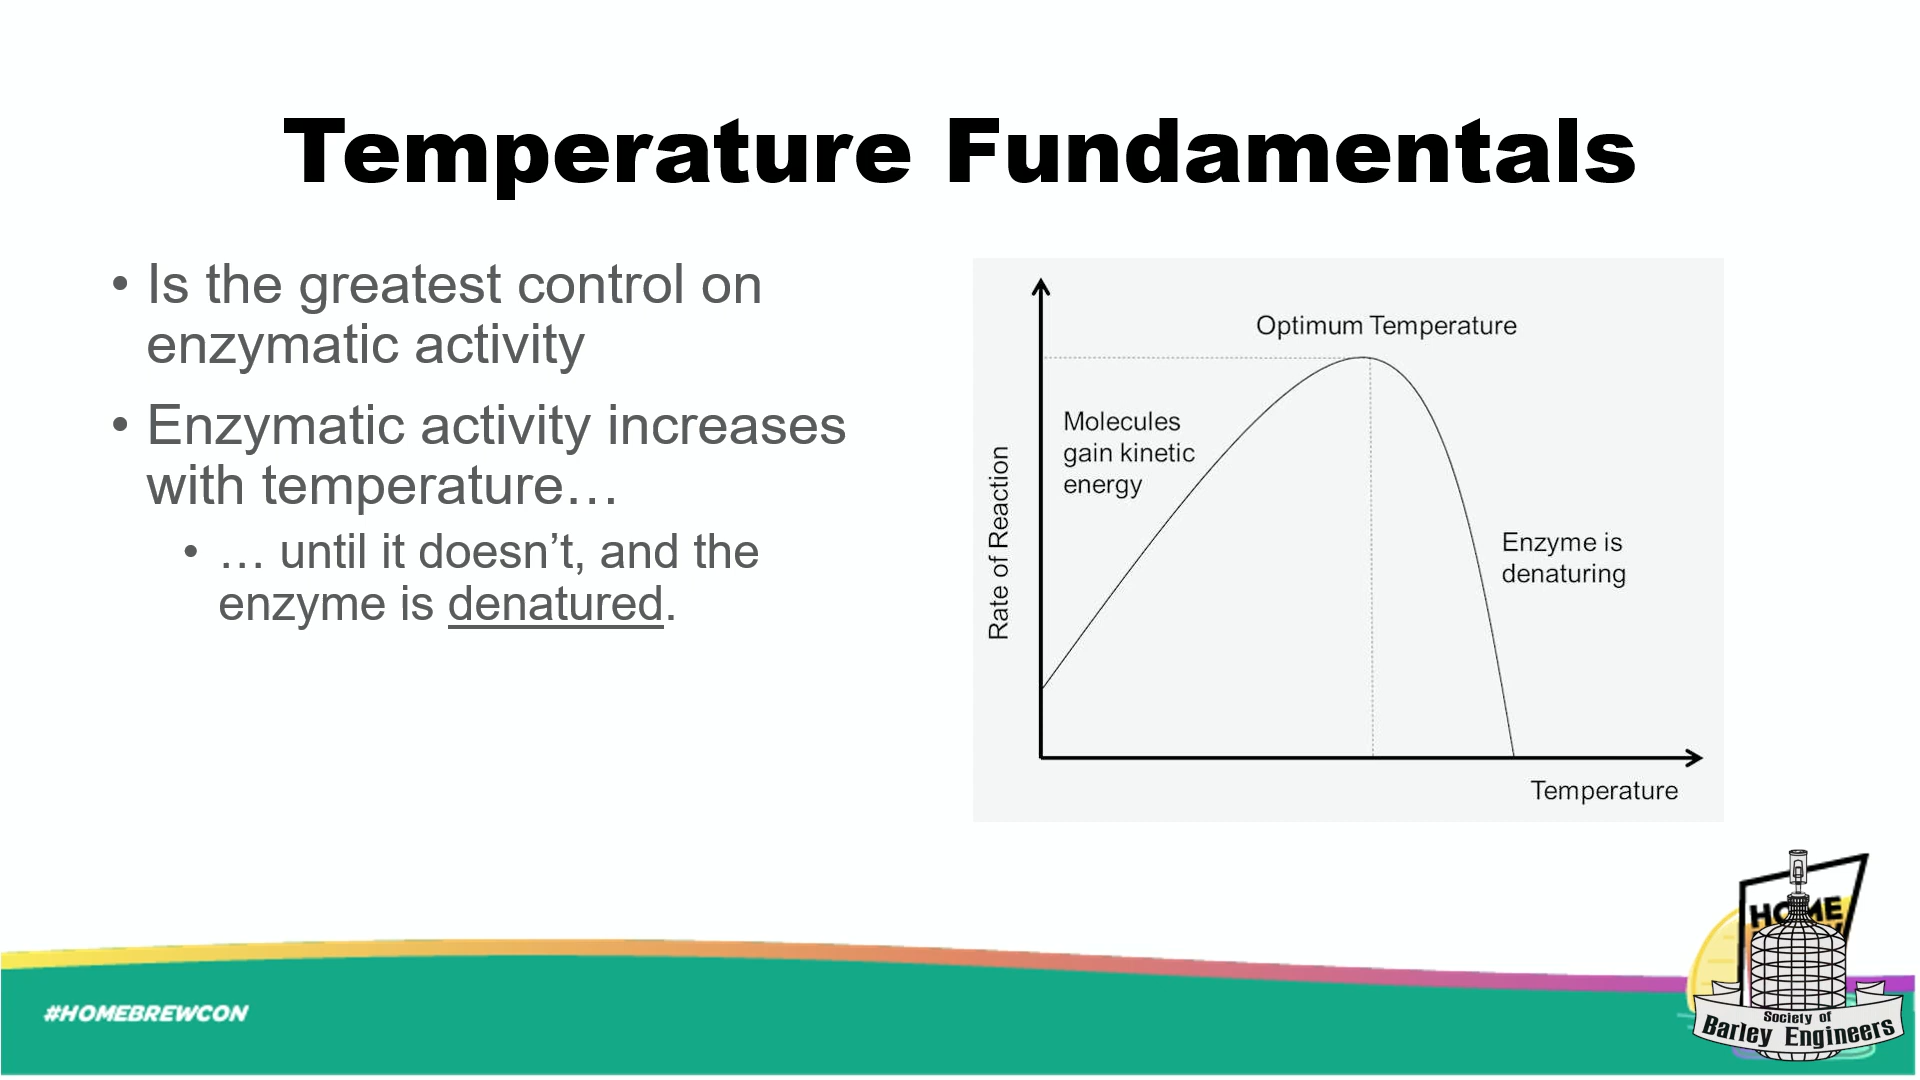 Temperature Fundamentals
• Is the greatest control on
enzymatic activity
• Enzymatic activity increases
with temperature…
• … until it doesn’t, and the
enzyme is denatured.
Optimum Temperature
Molecules
gain kinetic
energy
Rate of Reaction
Enzyme is
denaturing
Temperature
HOME
Society of
Barley Engineers
#HOMEBREWCON